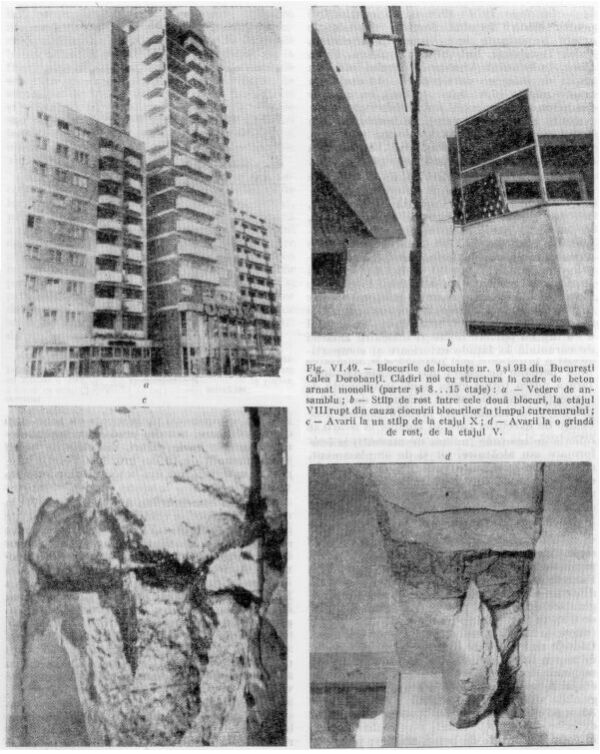 a
b
Fig. VI.49. — Blocurile de locuințe nr. 9 și 9B din București
Calea Dorobanți. Clădiri noi cu structura în cadre de beton
armat monolit (parter și 8...15 etaje): a — Vedere de an-
samblu; b — Stîlp de rost între cele două blocuri, la etajul
VIII rupt din cauza ciocnirii blocurilor în timpul cutremurului;
c — Avarii la un stîlp de la etajul X; d — Avarii la o grindă
de rost, de la etajul V.
c
d